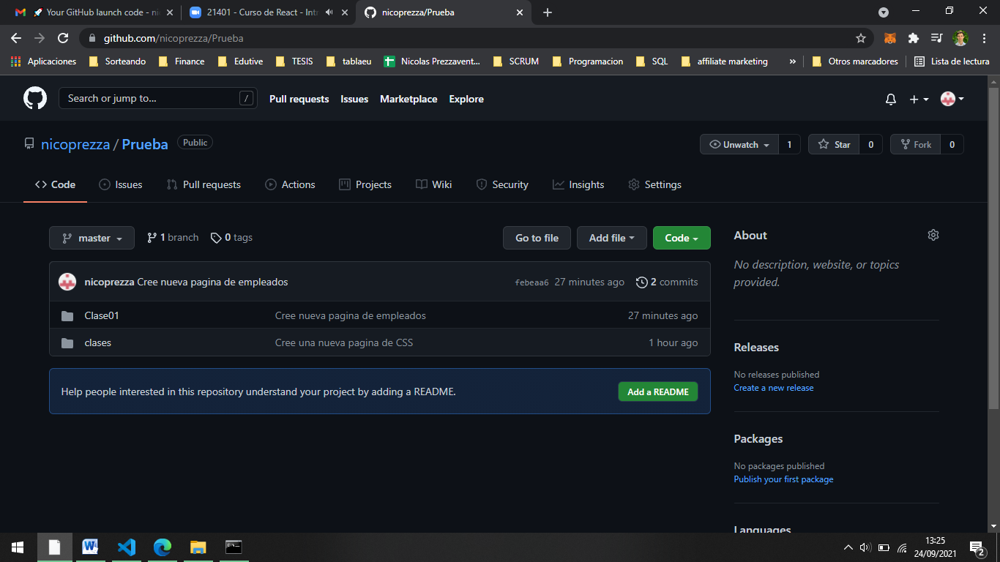 Your GitHub launch code - ni
21401 - Curso de React - Intr
nicoprezza/Prueba
github.com/nicoprezza/Prueba
Aplicaciones
Sorteando
Finance
Edutive
TESIS
tablaeu
Nicolas Prezzavent...
SCRUM
Programacion
SQL
affiliate marketing
»
Otros marcadores
Lista de lectura
Search or jump to...
/
Pull requests
Issues
Marketplace
Explore
nicoprezza / Prueba
Public
Unwatch
1
Star
0
Fork
0
Code
Issues
Pull requests
Actions
Projects
Wiki
Security
Insights
Settings
master
1 branch
0 tags
Go to file
Add file
Code
nicoprezza Cree nueva pagina de empleados
febeaa6 27 minutes ago
2 commits
Clase01
Cree nueva pagina de empleados
27 minutes ago
clases
Cree una nueva pagina de CSS
1 hour ago
Help people interested in this repository understand your project by adding a README.
Add a README
About
No description, website, or topics
provided.
Releases
No releases published
Create a new release
Packages
No packages published
Publish your first package
Languages
13:25
24/09/2021
2